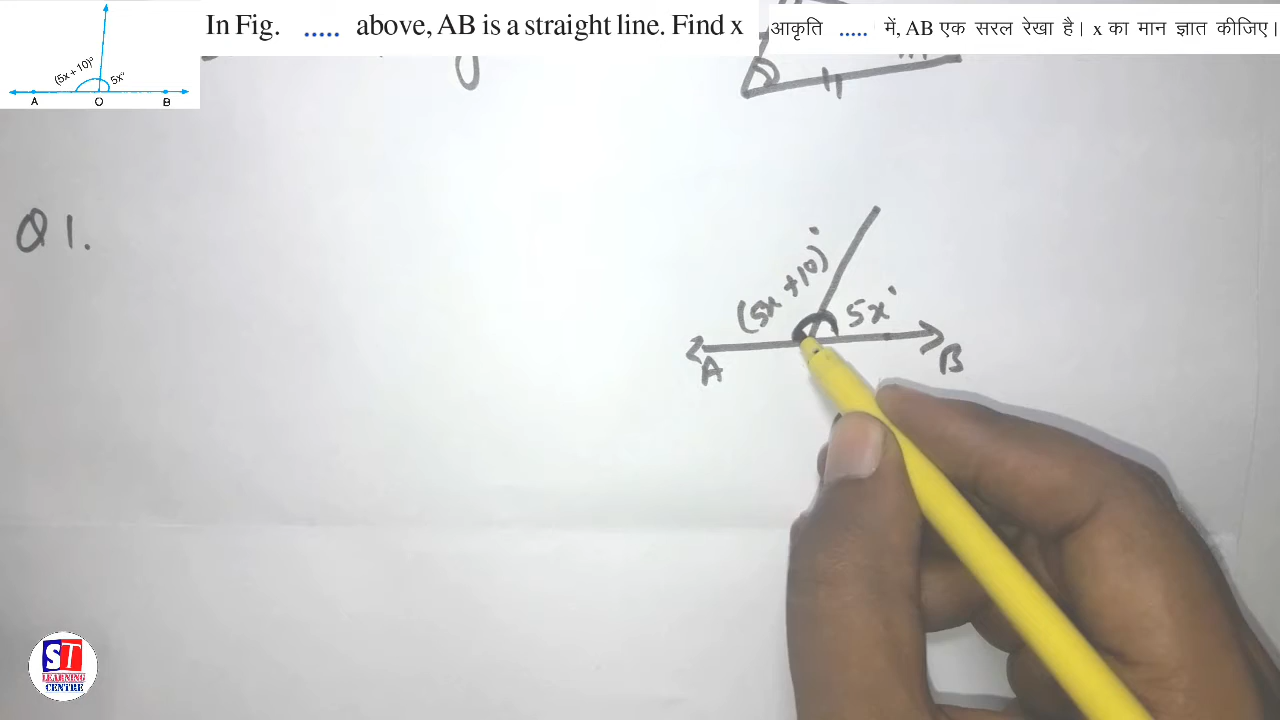 In Fig. ..... above, AB is a straight line. Find x
आकृति ..... में, AB एक सरल रेखा है। x का मान ज्ञात कीजिए।
(5x + 10)° 5x°
A O B
Q 1.
(5x + 10)° 5x°
A B
ST
LEARNING
CENTRE